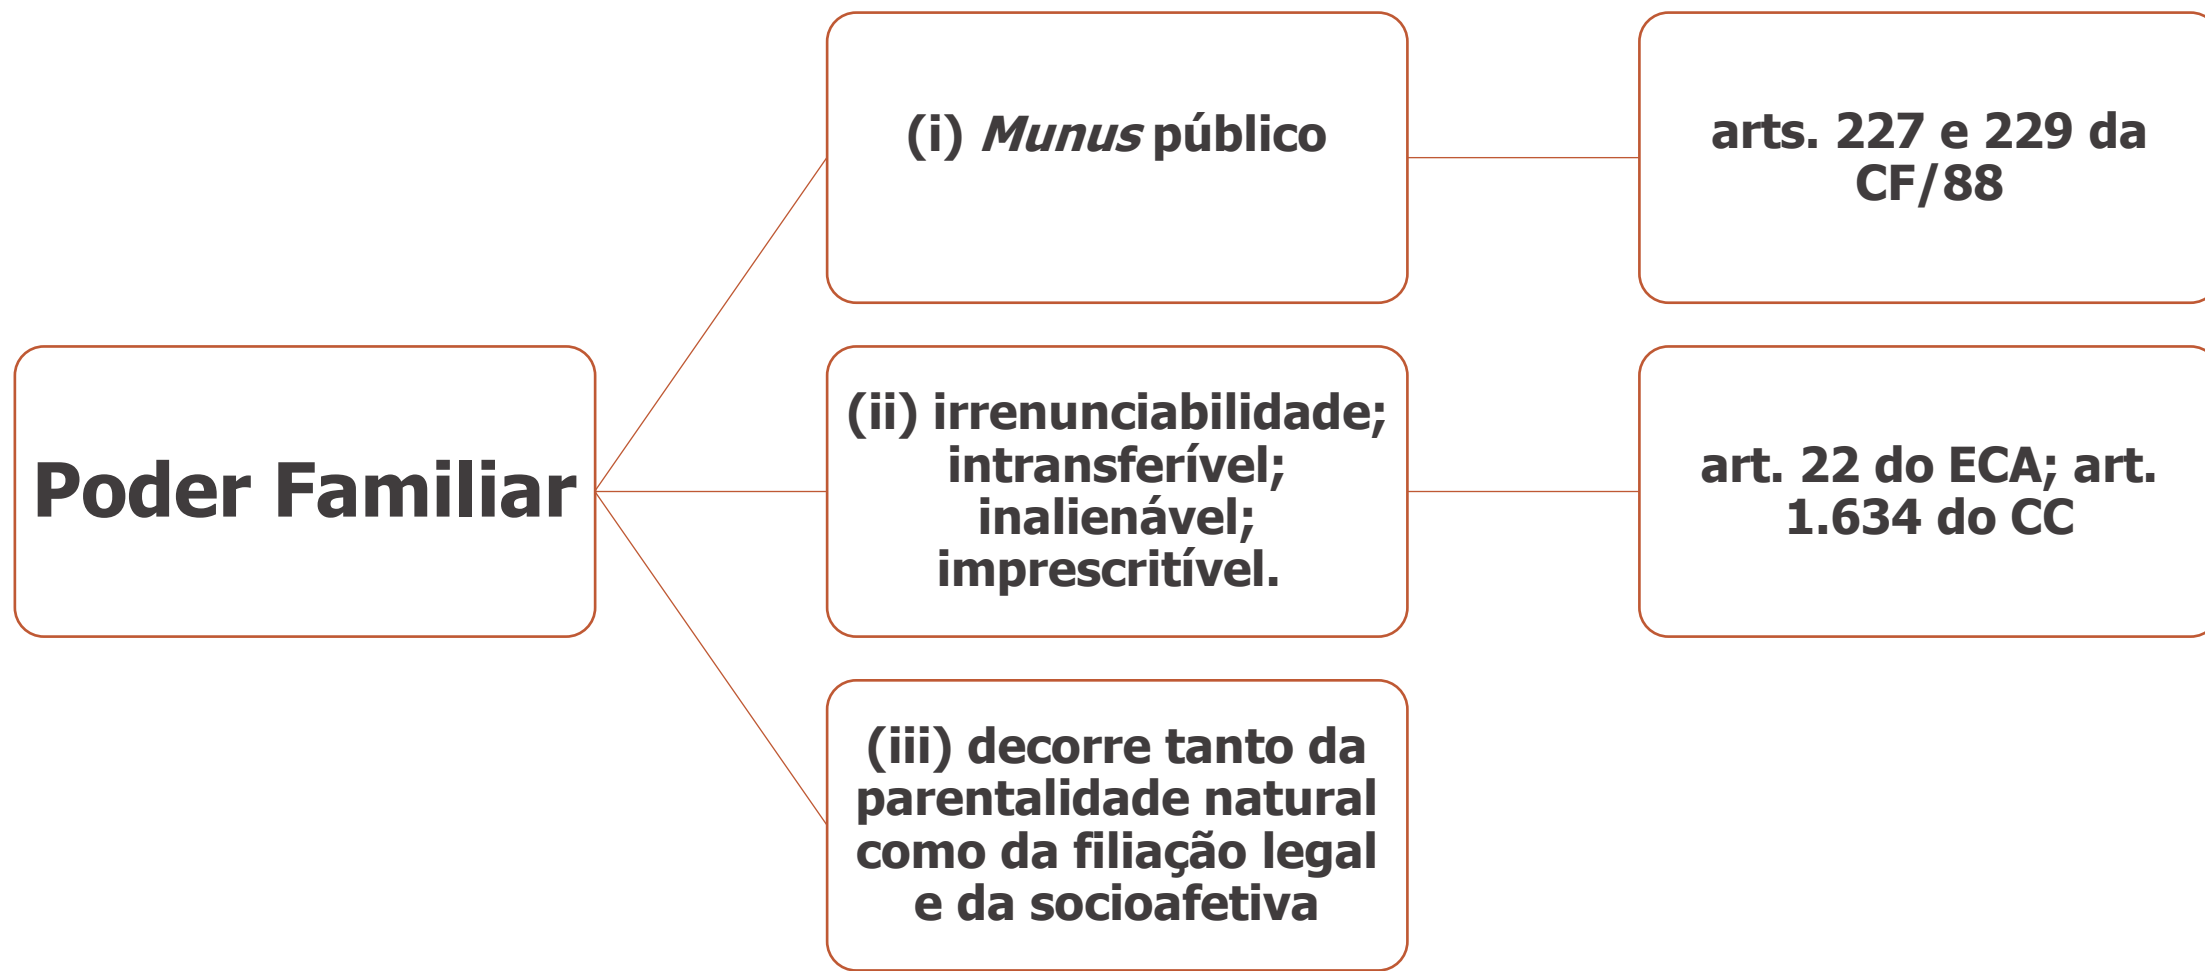 Poder Familiar
(i) Munus público
arts. 227 e 229 da
CF/88
(ii) irrenunciabilidade;
intransferível;
inalienável;
imprescritível.
art. 22 do ECA; art.
1.634 do CC
(iii) decorre tanto da
parentalidade natural
como da filiação legal
e da socioafetiva